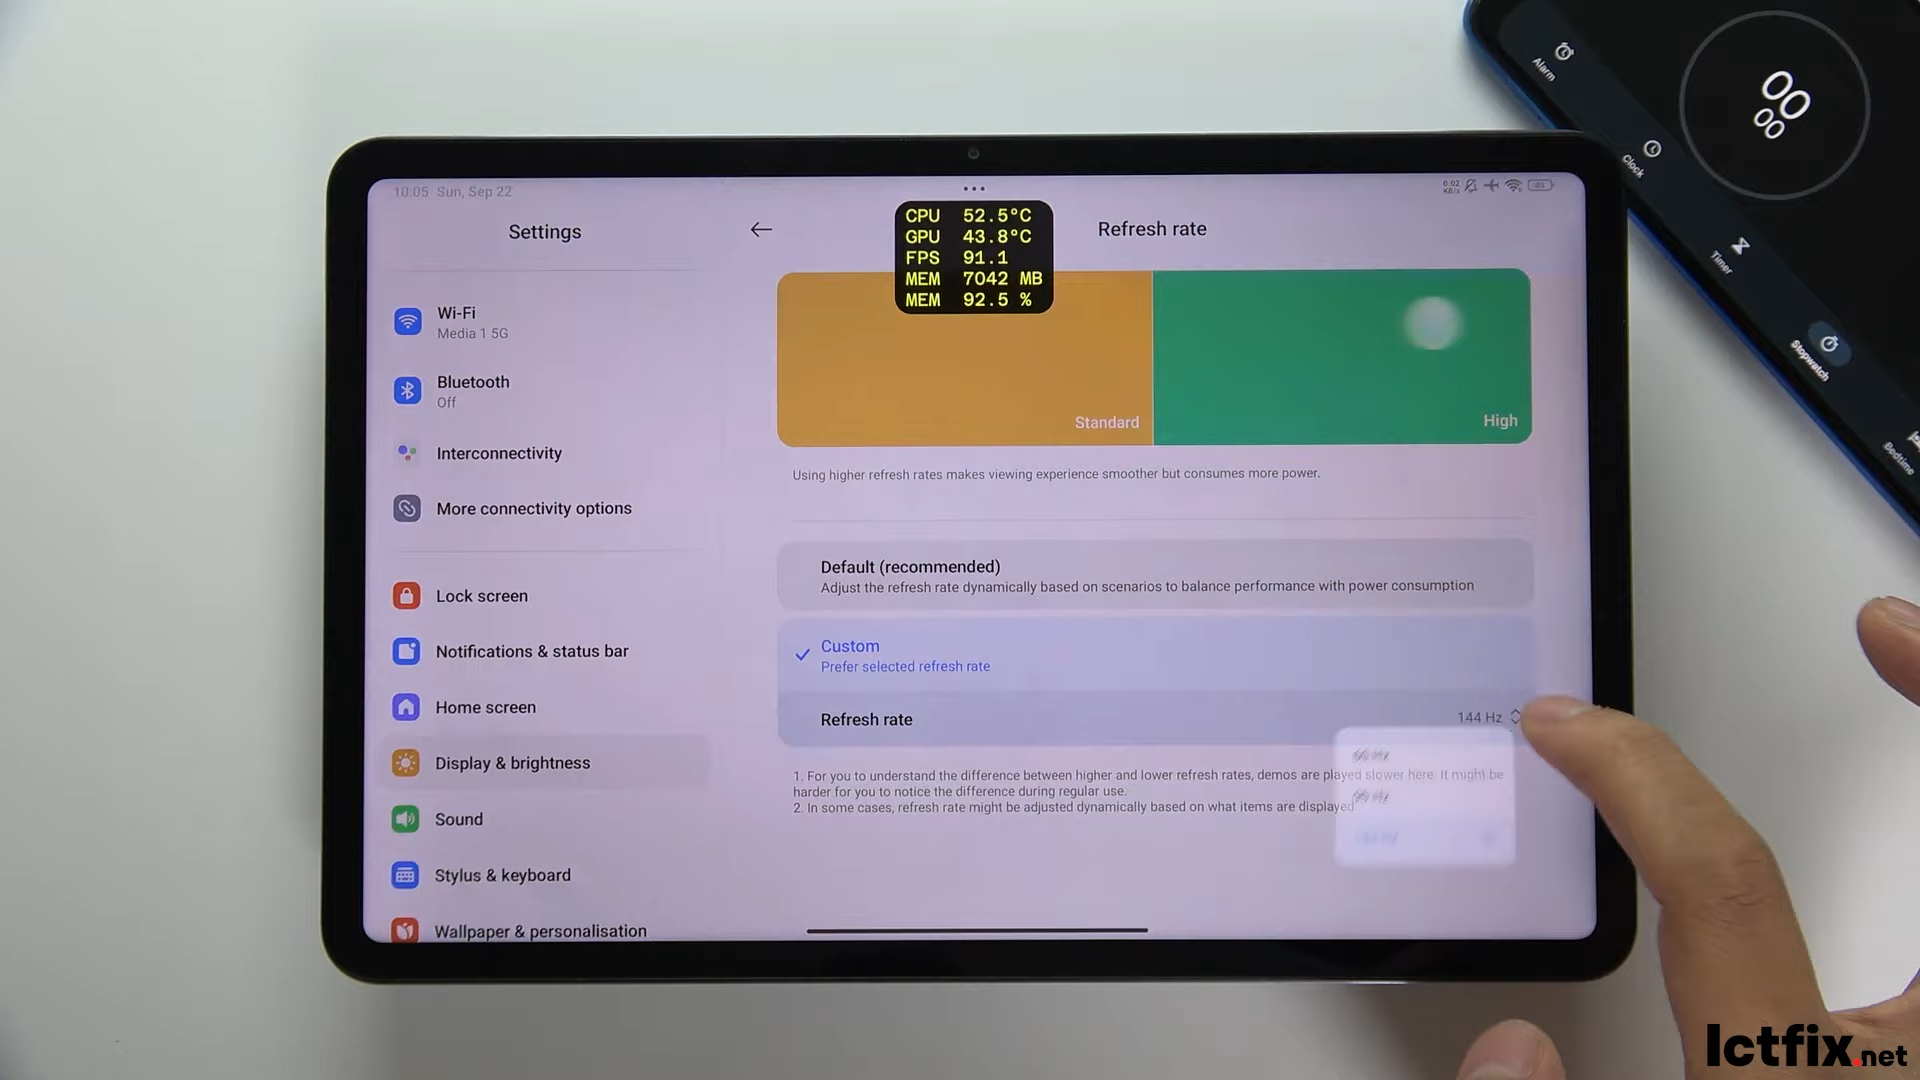 10:05 Sun, Sep 22
Settings
Wi-Fi
Media 1 5G
Bluetooth
Off
Interconnectivity
More connectivity options
Lock screen
Notifications & status bar
Home screen
Display & brightness
Sound
Stylus & keyboard
Wallpaper & personalisation
CPU 52.5°C
GPU 43.8°C
FPS 91.1
MEM 7042 MB
MEM 92.5 %
Refresh rate
Standard
High
Using higher refresh rates makes viewing experience smoother but consumes more power.
Default (recommended)
Adjust the refresh rate dynamically based on scenarios to balance performance with power consumption
Custom
Prefer selected refresh rate
Refresh rate
144 Hz
1. For you to understand the difference between higher and lower refresh rates, demos are played slower here. It might be
harder for you to notice the difference during regular use.
2. In some cases, refresh rate might be adjusted dynamically based on what items are displayed
Alarm
Clock
Timer
Stopwatch
Bedtime
00
00
Ictfix.net